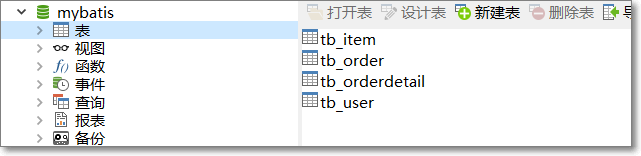 mybatis
表
视图
f() 函数
事件
查询
报表
备份
打开表 设计表 新建表 删除表
tb_item
tb_order
tb_orderdetail
tb_user